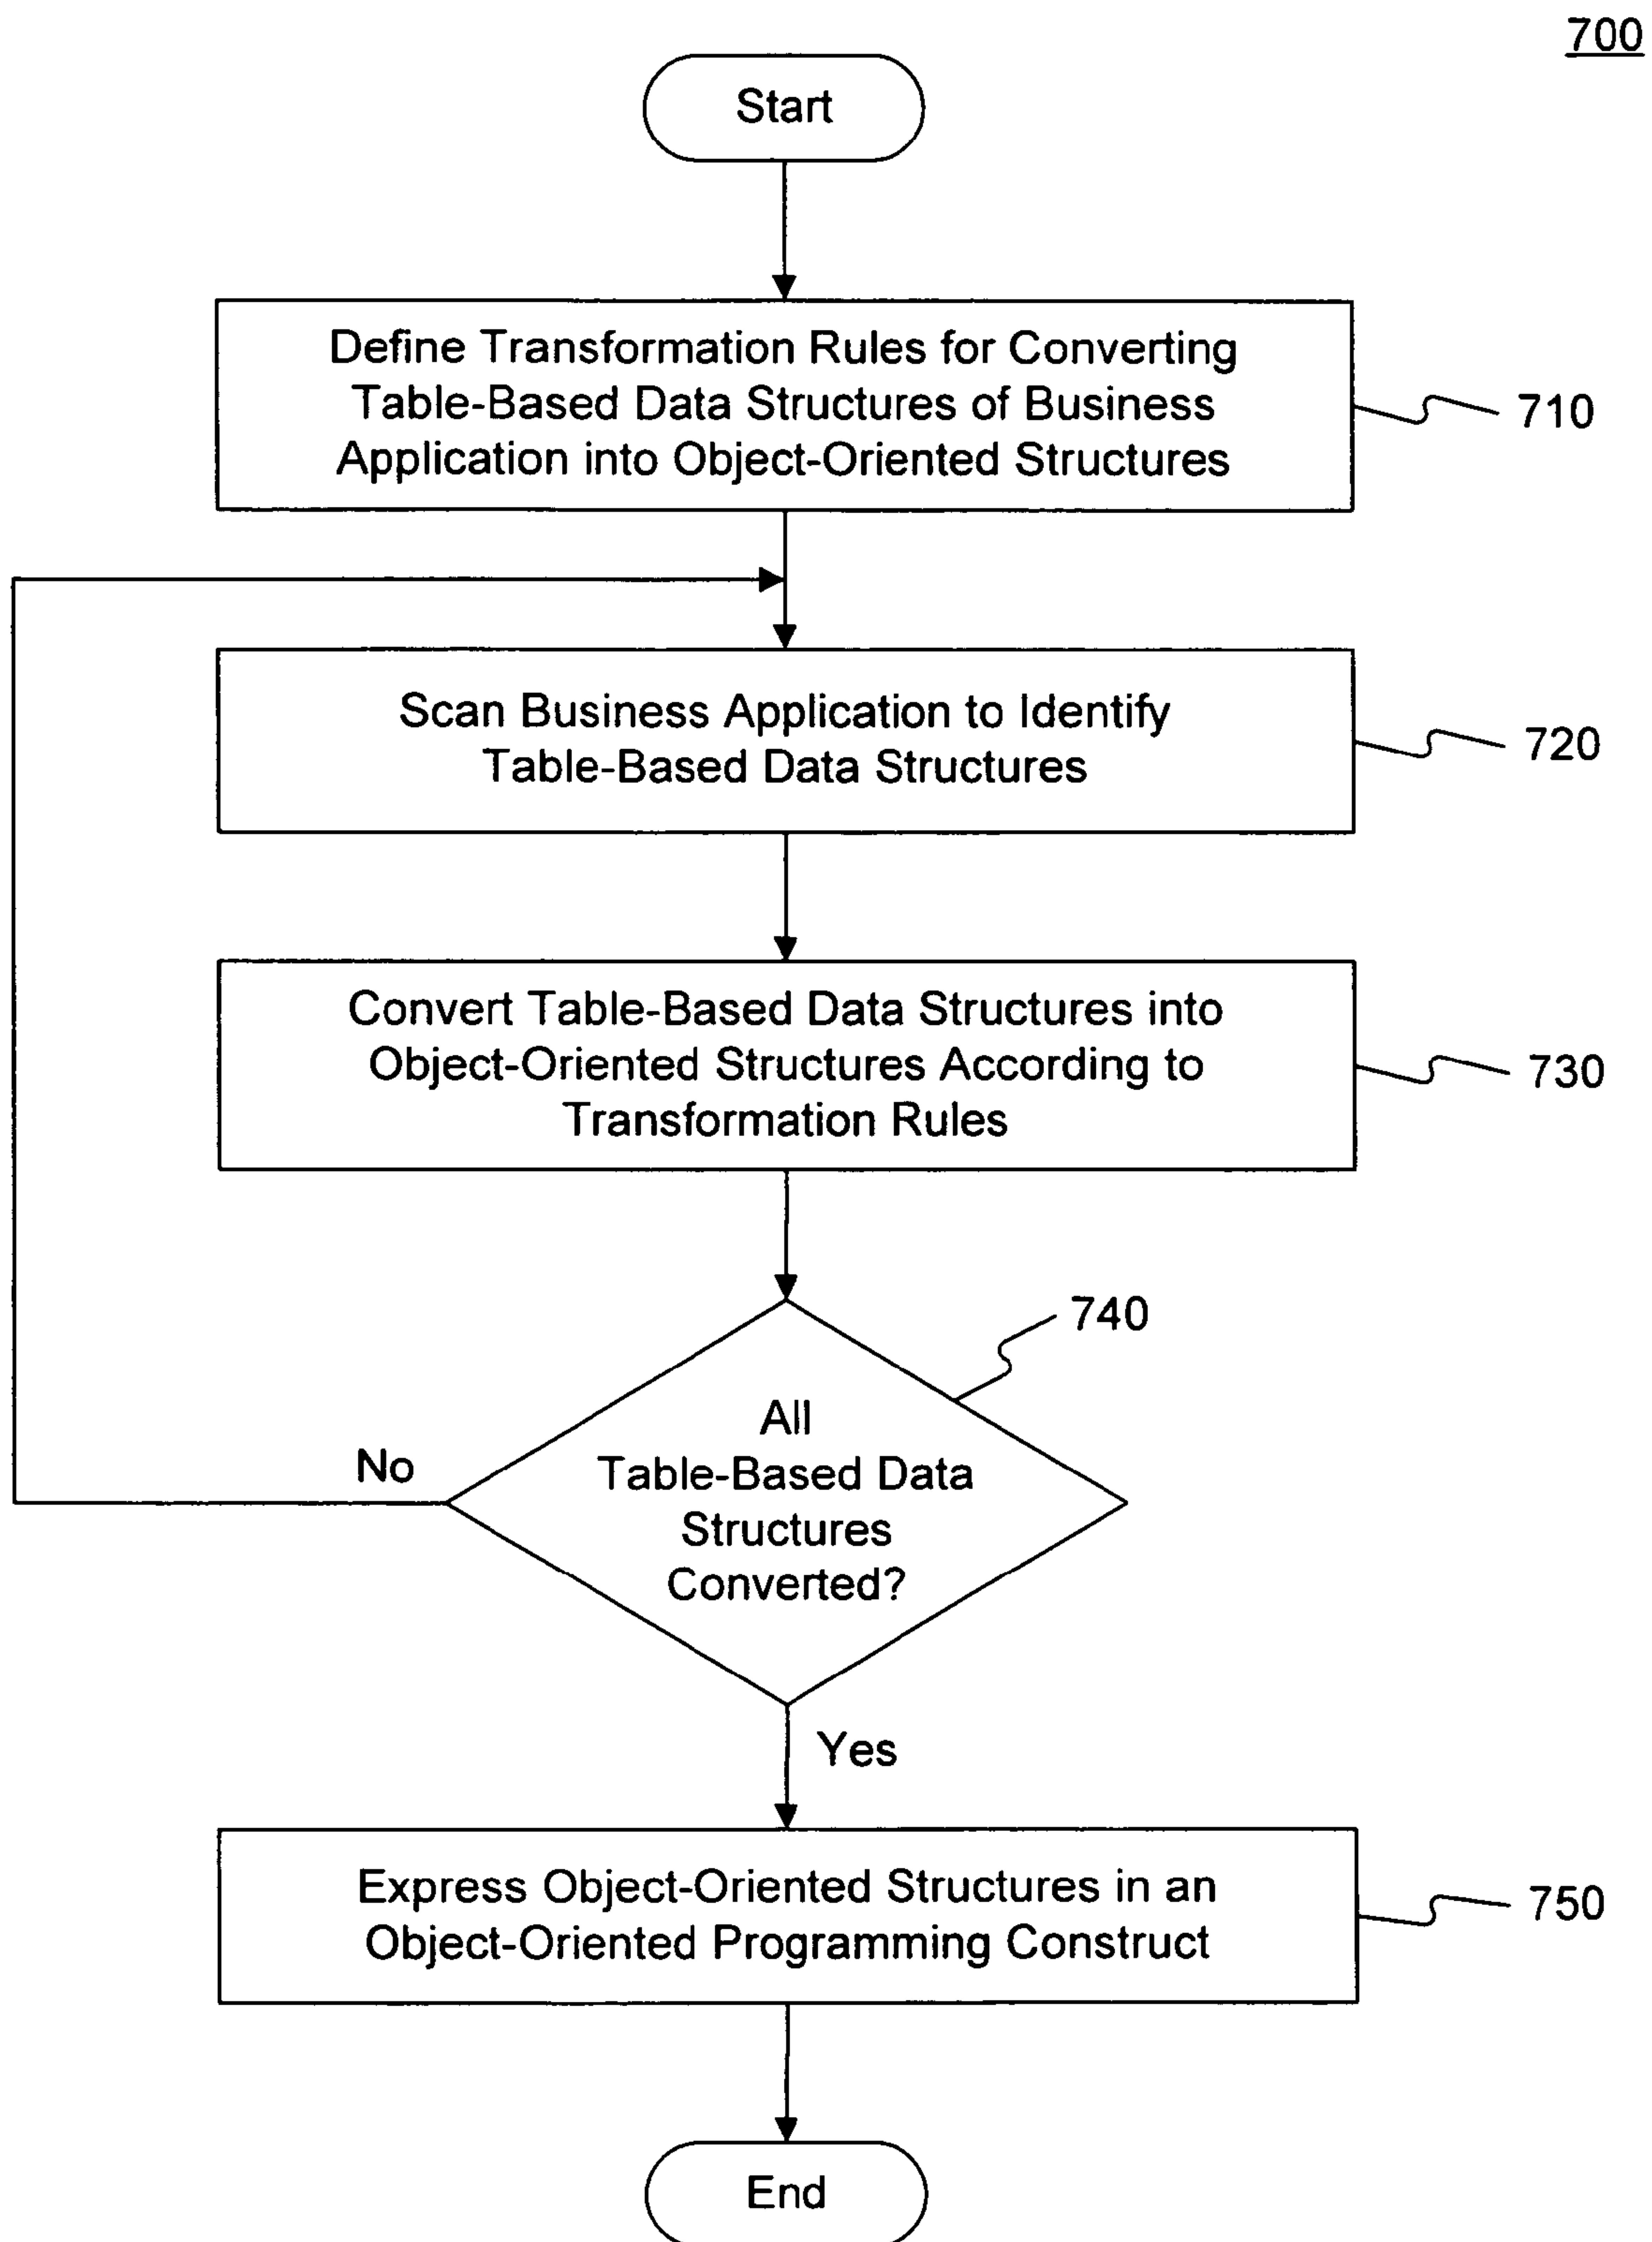 700
Start
Define Transformation Rules for Converting
Table-Based Data Structures of Business
Application into Object-Oriented Structures
710
Scan Business Application to Identify
Table-Based Data Structures
720
Convert Table-Based Data Structures into
Object-Oriented Structures According to
Transformation Rules
730
740
All
Table-Based Data
Structures
Converted?
No
Yes
Express Object-Oriented Structures in an
Object-Oriented Programming Construct
750
End